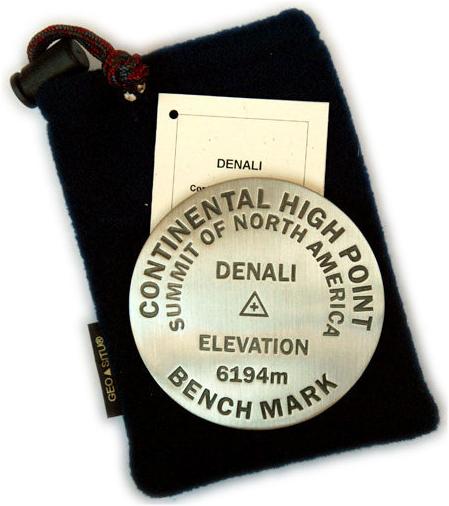 DENALI
CONTINENTAL HIGH POINT
SUMMIT OF NORTH AMERICA
DENALI
ELEVATION
6194m
BENCH MARK
GEO▲SITU®